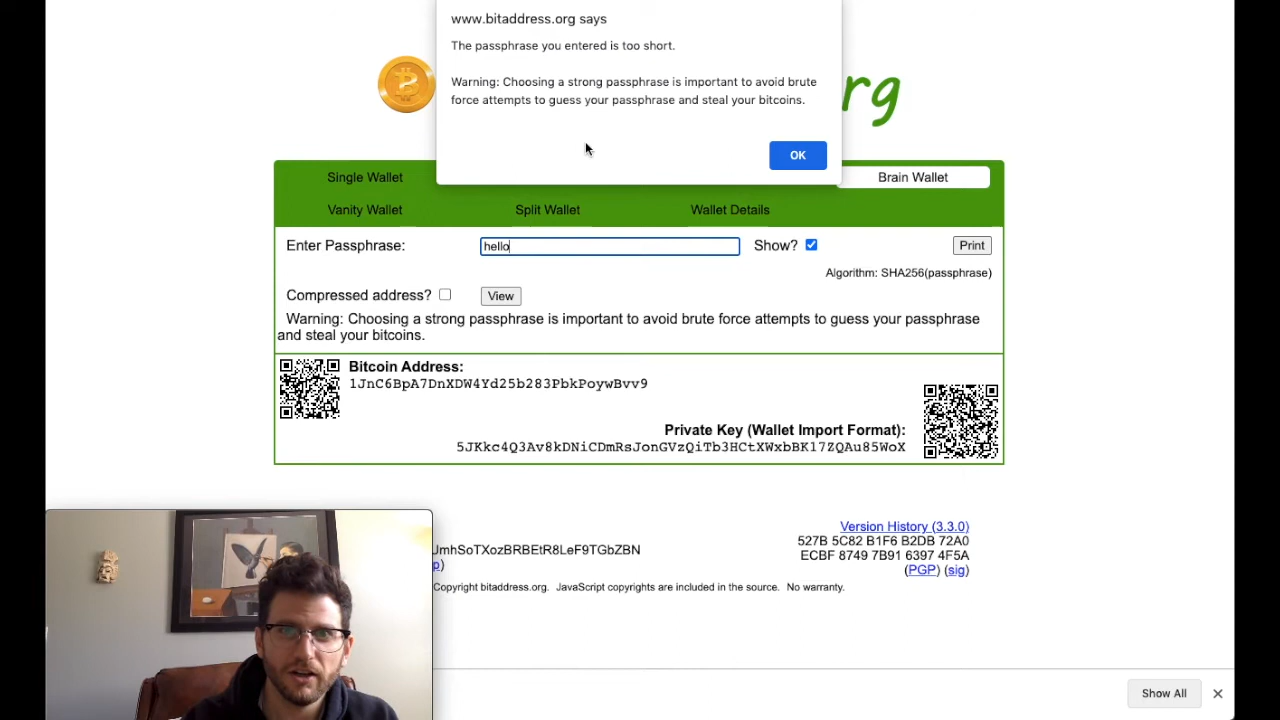 www.bitaddress.org says
The passphrase you entered is too short.
Warning: Choosing a strong passphrase is important to avoid brute
force attempts to guess your passphrase and steal your bitcoins.
OK
rg
Single Wallet
Brain Wallet
Vanity Wallet
Split Wallet
Wallet Details
Enter Passphrase:
hello
Show?
Print
Algorithm: SHA256(passphrase)
Compressed address?
View
Warning: Choosing a strong passphrase is important to avoid brute force attempts to guess your passphrase
and steal your bitcoins.
Bitcoin Address:
1JnC6BpA7DnXDW4Yd25b283PbkPoywBvv9
Private Key (Wallet Import Format):
5JKkc4Q3Av8kDNiCDmRsJonGVzQiTb3HCtXWxbBK17ZQAu85WoX
Version History (3.3.0)
527B 5C82 B1F6 B2DB 72A0
ECBF 8749 7B91 6397 4F5A
(PGP) (sig)
UmhSoTXozBRBEtR8LeF9TGbZBN
p)
Copyright bitaddress.org. JavaScript copyrights are included in the source. No warranty.
Show All